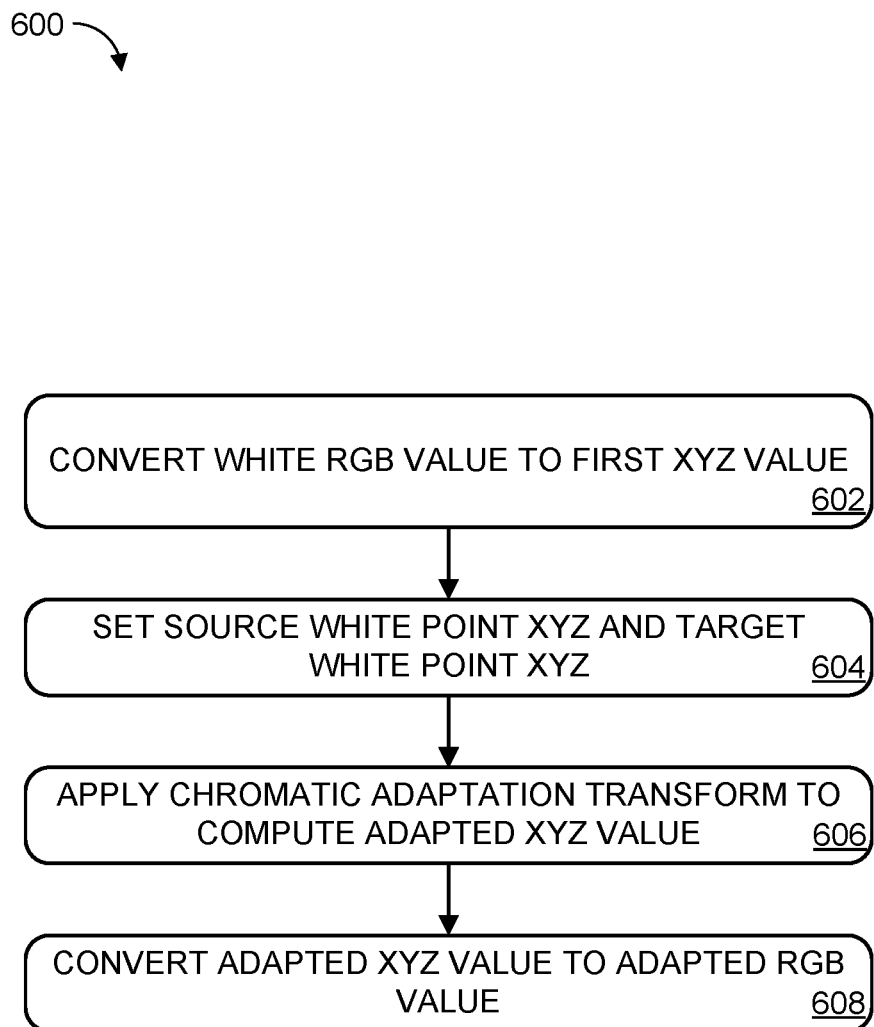 600
CONVERT WHITE RGB VALUE TO FIRST XYZ VALUE
602
SET SOURCE WHITE POINT XYZ AND TARGET
WHITE POINT XYZ
604
APPLY CHROMATIC ADAPTATION TRANSFORM TO
COMPUTE ADAPTED XYZ VALUE
606
CONVERT ADAPTED XYZ VALUE TO ADAPTED RGB
VALUE
608